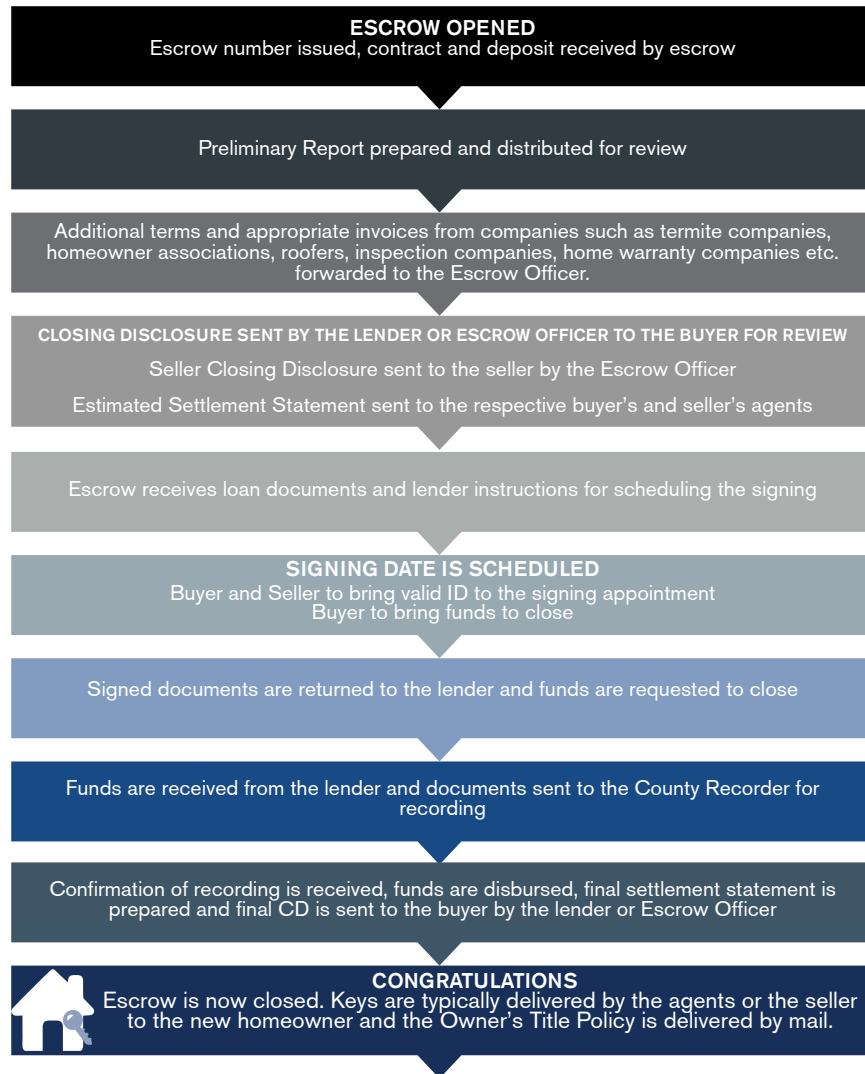 ESCROW OPENED
Escrow number issued, contract and deposit received by escrow
Preliminary Report prepared and distributed for review
Additional terms and appropriate invoices from companies such as termite companies,
homeowner associations, roofers, inspection companies, home warranty companies etc.
forwarded to the Escrow Officer.
CLOSING DISCLOSURE SENT BY THE LENDER OR ESCROW OFFICER TO THE BUYER FOR REVIEW
Seller Closing Disclosure sent to the seller by the Escrow Officer
Estimated Settlement Statement sent to the respective buyer’s and seller’s agents
Escrow receives loan documents and lender instructions for scheduling the signing
SIGNING DATE IS SCHEDULED
Buyer and Seller to bring valid ID to the signing appointment
Buyer to bring funds to close
Signed documents are returned to the lender and funds are requested to close
Funds are received from the lender and documents sent to the County Recorder for
recording
Confirmation of recording is received, funds are disbursed, final settlement statement is
prepared and final CD is sent to the buyer by the lender or Escrow Officer
CONGRATULATIONS
Escrow is now closed. Keys are typically delivered by the agents or the seller
to the new homeowner and the Owner’s Title Policy is delivered by mail.